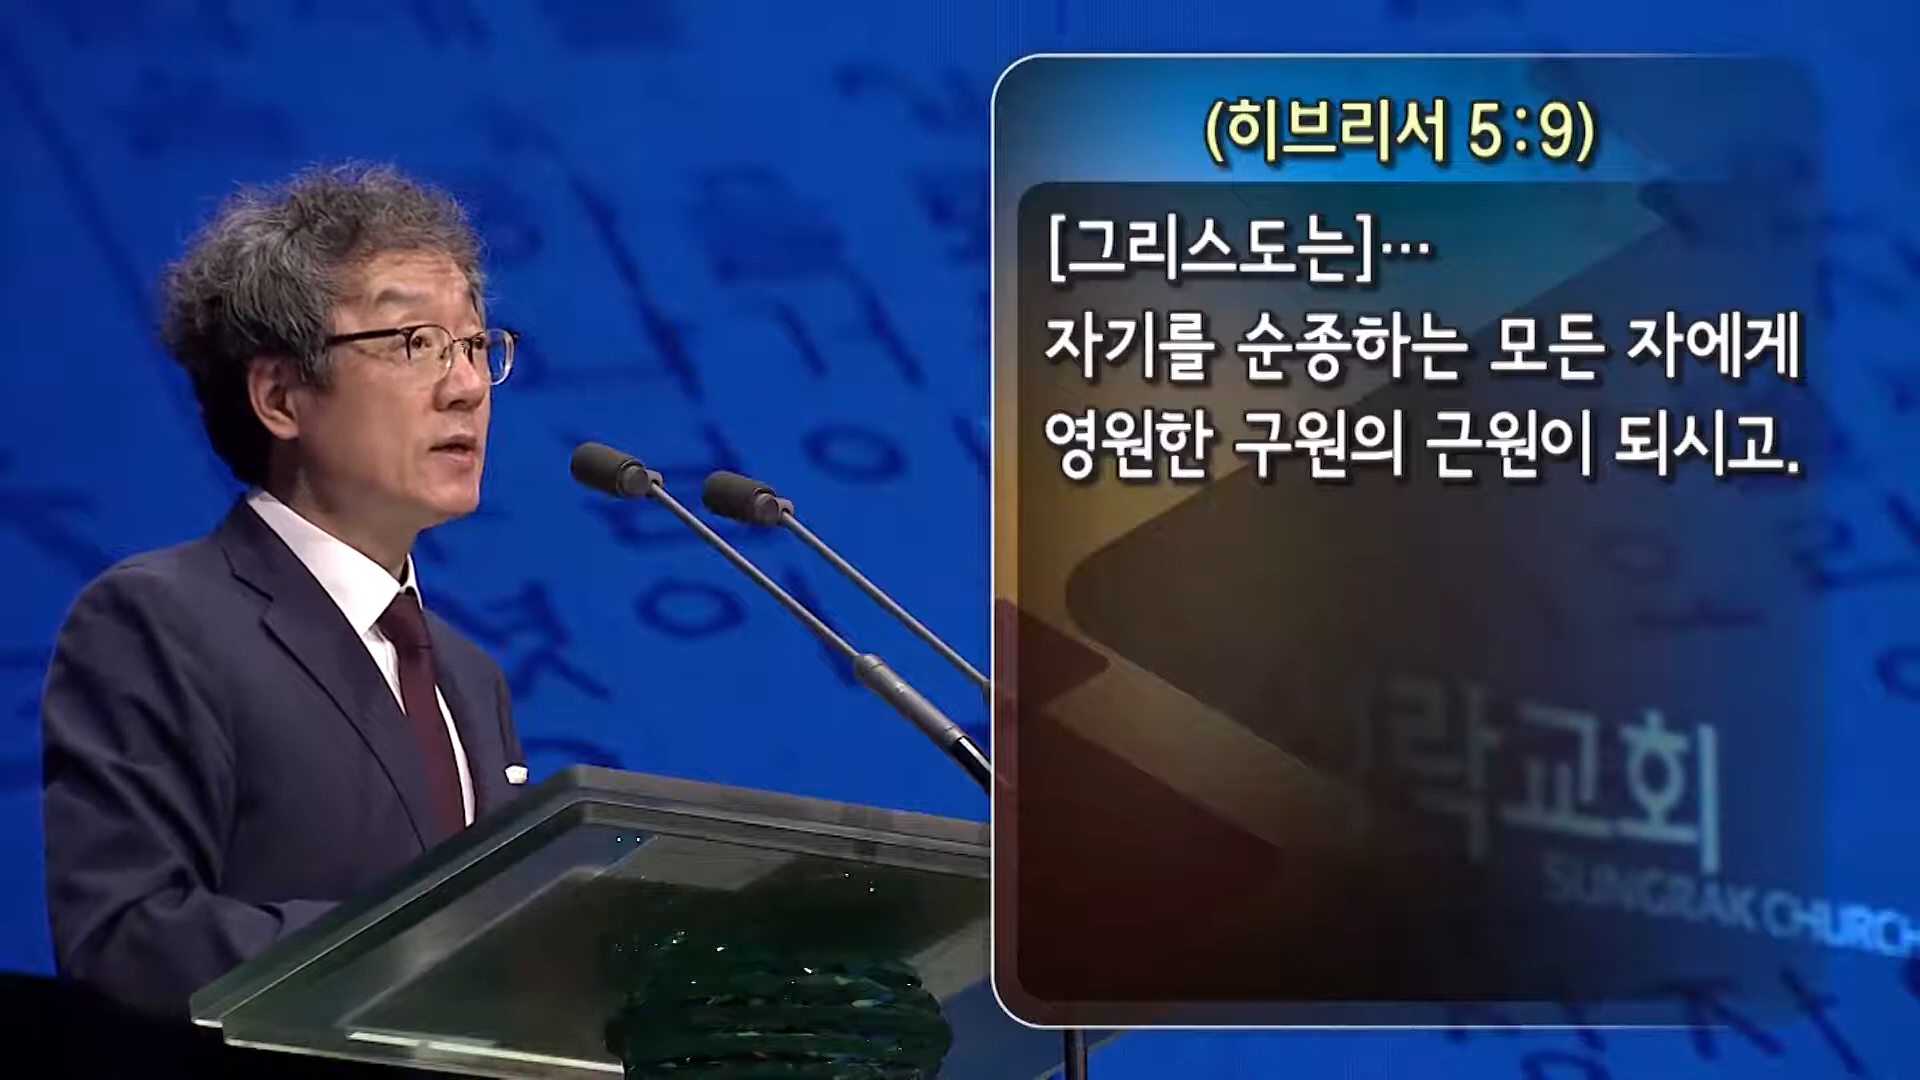 (히브리서 5:9)
[그리스도는]…
자기를 순종하는 모든 자에게
영원한 구원의 근원이 되시고.
락교회
SUNGRAK CHURCH